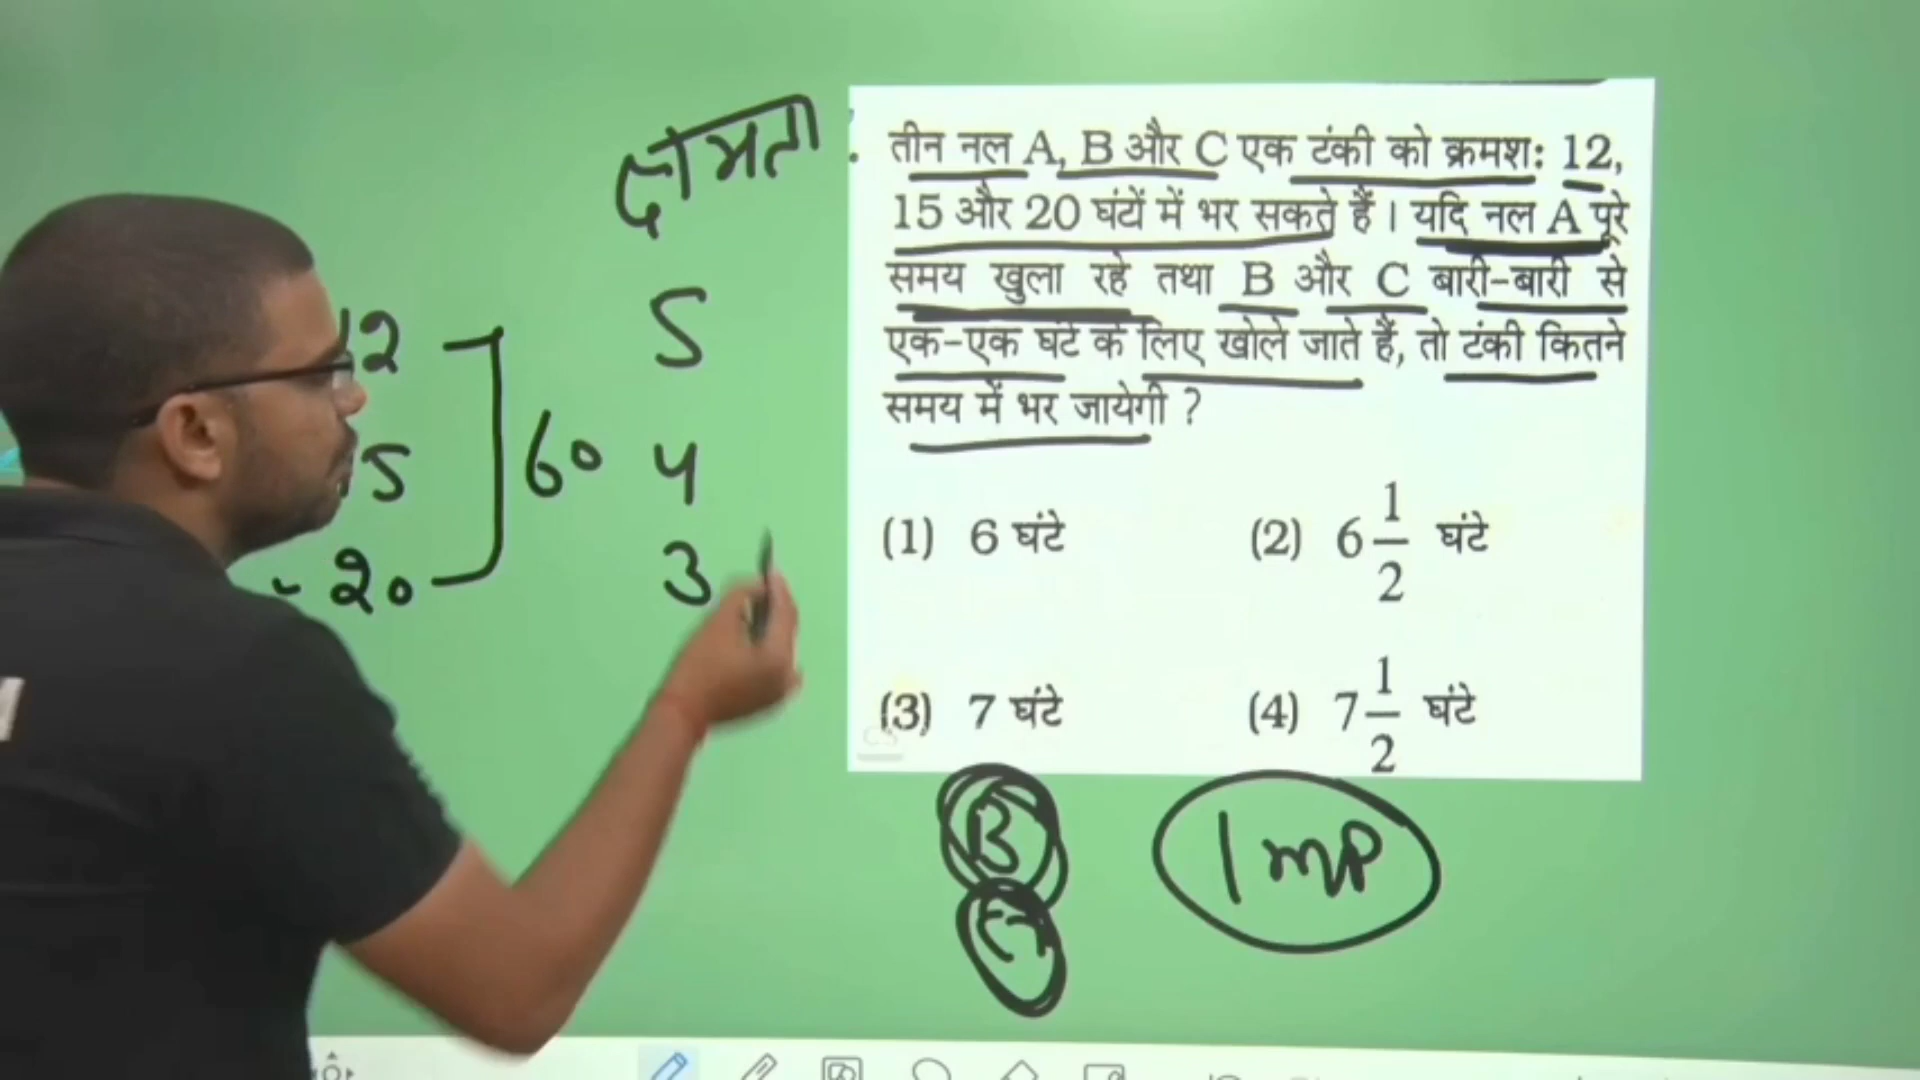 क्षमता
तीन नल A, B और C एक टंकी को क्रमश: 12,
15 और 20 घंटों में भर सकते हैं। यदि नल A पूरे
समय खुला रहे तथा B और C बारी-बारी से
एक-एक घंटे के लिए खोले जाते हैं, तो टंकी कितने
समय में भर जायेगी ?
12
15
20
60
5
4
3
(1) 6 घंटे
(2) 6 1/2 घंटे
(3) 7 घंटे
(4) 7 1/2 घंटे
B
C
Imp